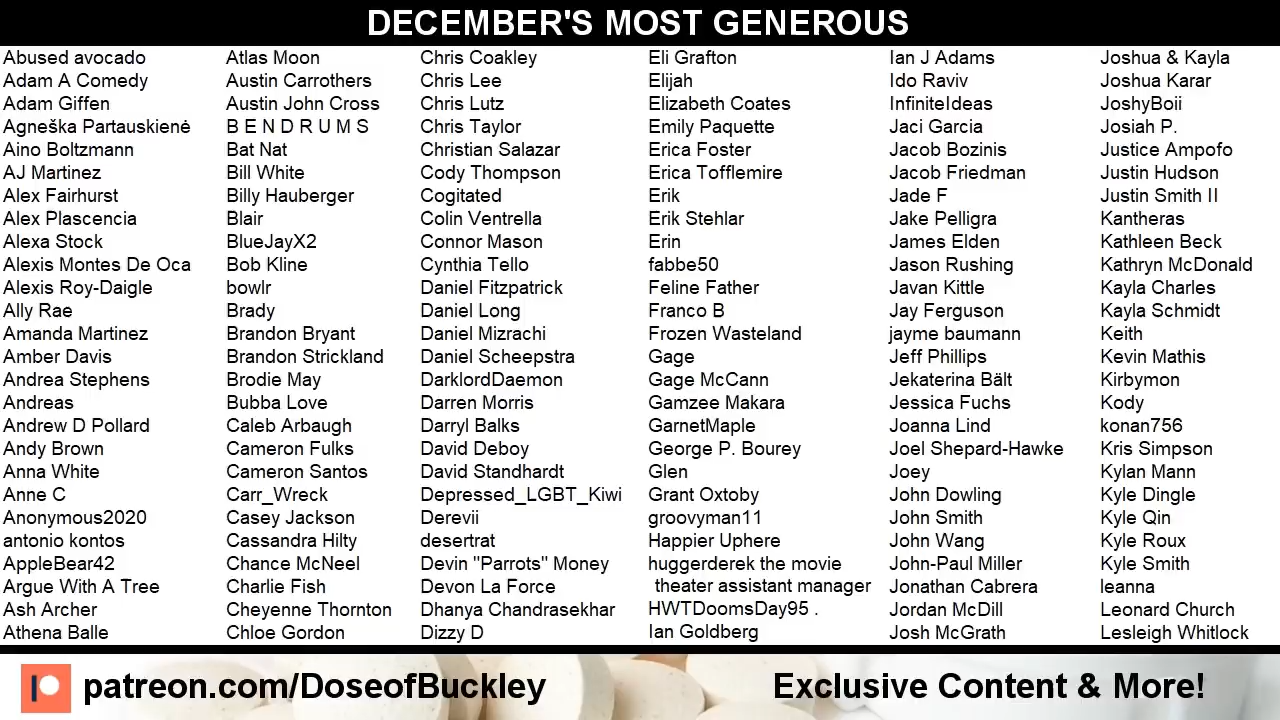 DECEMBER'S MOST GENEROUS
Abused avocado
Adam A Comedy
Adam Giffen
Agneška Partauskienė
Aino Boltzmann
AJ Martinez
Alex Fairhurst
Alex Plascencia
Alexa Stock
Alexis Montes De Oca
Alexis Roy-Daigle
Ally Rae
Amanda Martinez
Amber Davis
Andrea Stephens
Andreas
Andrew D Pollard
Andy Brown
Anna White
Anne C
Anonymous2020
antonio kontos
AppleBear42
Argue With A Tree
Ash Archer
Athena Balle
Atlas Moon
Austin Carrothers
Austin John Cross
B E N D R U M S
Bat Nat
Bill White
Billy Hauberger
Blair
BlueJayX2
Bob Kline
bowlr
Brady
Brandon Bryant
Brandon Strickland
Brodie May
Bubba Love
Caleb Arbaugh
Cameron Fulks
Cameron Santos
Carr_Wreck
Casey Jackson
Cassandra Hilty
Chance McNeel
Charlie Fish
Cheyenne Thornton
Chloe Gordon
Chris Coakley
Chris Lee
Chris Lutz
Chris Taylor
Christian Salazar
Cody Thompson
Cogitated
Colin Ventrella
Connor Mason
Cynthia Tello
Daniel Fitzpatrick
Daniel Long
Daniel Mizrachi
Daniel Scheepstra
DarklordDaemon
Darren Morris
Darryl Balks
David Deboy
David Standhardt
Depressed_LGBT_Kiwi
Derevii
desertrat
Devin "Parrots" Money
Devon La Force
Dhanya Chandrasekhar
Dizzy D
Eli Grafton
Elijah
Elizabeth Coates
Emily Paquette
Erica Foster
Erica Tofflemire
Erik
Erik Stehlar
Erin
fabbe50
Feline Father
Franco B
Frozen Wasteland
Gage
Gage McCann
Gamzee Makara
GarnetMaple
George P. Bourey
Glen
Grant Oxtoby
groovyman11
Happier Uphere
huggerderek the movie
theater assistant manager
HWTDoomsDay95 .
Ian Goldberg
Ian J Adams
Ido Raviv
InfiniteIdeas
Jaci Garcia
Jacob Bozinis
Jacob Friedman
Jade F
Jake Pelligra
James Elden
Jason Rushing
Javan Kittle
Jay Ferguson
jayme baumann
Jeff Phillips
Jekaterina Bält
Jessica Fuchs
Joanna Lind
Joel Shepard-Hawke
Joey
John Dowling
John Smith
John Wang
John-Paul Miller
Jonathan Cabrera
Jordan McDill
Josh McGrath
Joshua & Kayla
Joshua Karar
JoshyBoii
Josiah P.
Justice Ampofo
Justin Hudson
Justin Smith II
Kantheras
Kathleen Beck
Kathryn McDonald
Kayla Charles
Kayla Schmidt
Keith
Kevin Mathis
Kirbymon
Kody
konan756
Kris Simpson
Kylan Mann
Kyle Dingle
Kyle Qin
Kyle Roux
Kyle Smith
leanna
Leonard Church
Lesleigh Whitlock
patreon.com/DoseofBuckley
Exclusive Content & More!